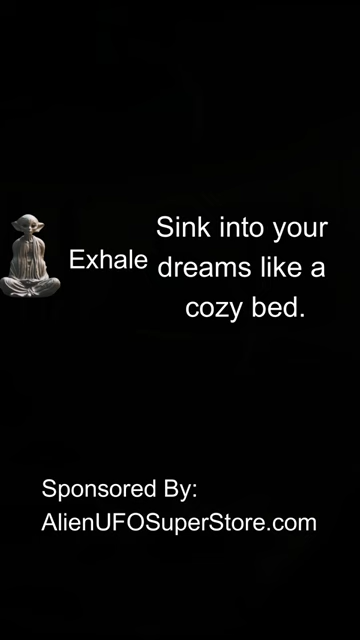 Exhale
Sink into your
dreams like a
cozy bed.
Sponsored By:
AlienUFOSuperStore.com